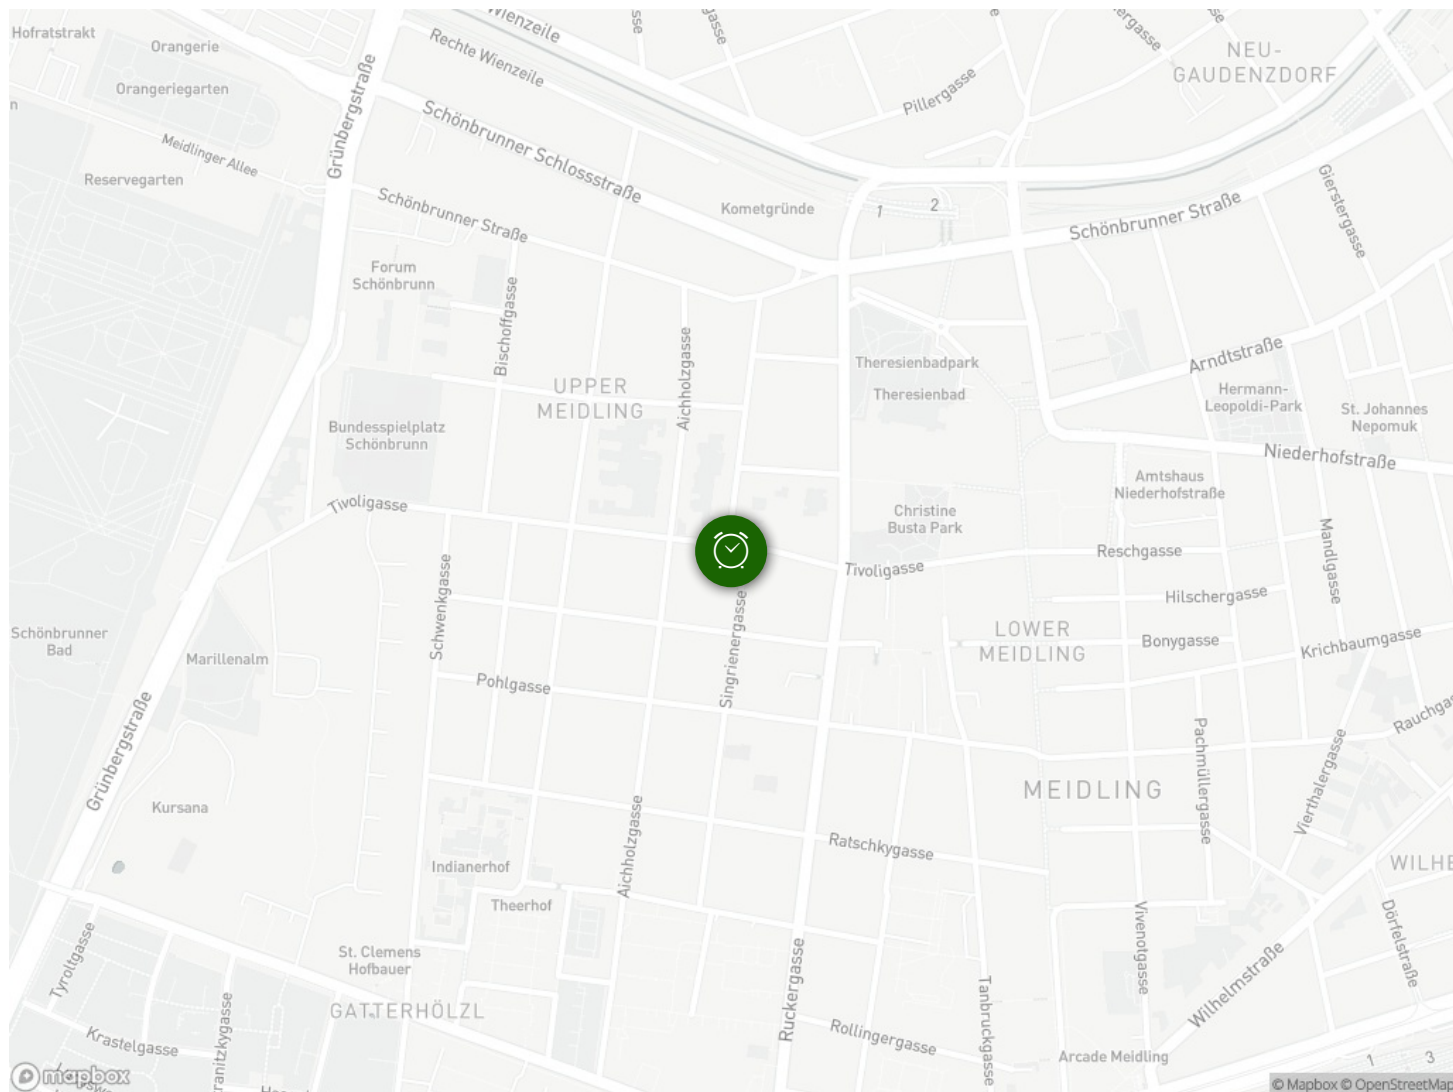 Hofratstrakt
Orangerie
Orangeriegarten
Meidlinger Allee
Reservegarten
Grünbergstraße
Rechte Wienzeile
Wienzeile
Pillergasse
NEU-
GAUDENZDORF
Schönbrunner Schlossstraße
Schönbrunner Straße
Kometgründe
1
2
Schönbrunner Straße
Gierstergasse
Forum
Schönbrunn
Bischoffgasse
Aichholzgasse
UPPER
MEIDLING
Theresienbadpark
Theresienbad
Arndtstraße
Hermann-
Leopoldi-Park
St. Johannes
Nepomuk
Bundesspielplatz
Schönbrunn
Niederhofstraße
Amtshaus
Niederhofstraße
Tivoligasse
Christine
Busta Park
Mandlgasse
Reschgasse
Tivoligasse
Schwenkgasse
Singrienergasse
Hilschergasse
Schönbrunner
Bad
Marillenalm
LOWER
MEIDLING
Bonygasse
Krichbaumgasse
Pohlgasse
Grünbergstraße
Pachmüllergasse
Vierthalergasse
MEIDLING
Kursana
Aichholzgasse
Ratschkygasse
Indianerhof
Theerhof
Vivenotgasse
Dörfelstraße
Tyroltgasse
St. Clemens
Hofbauer
Ruckergasse
Tanbruckgasse
Wilhelmstraße
GATTERHÖLZL
Krastelgasse
Rollingergasse
Arcade Meidling
1
3
mapbox
© Mapbox © OpenStreetMap